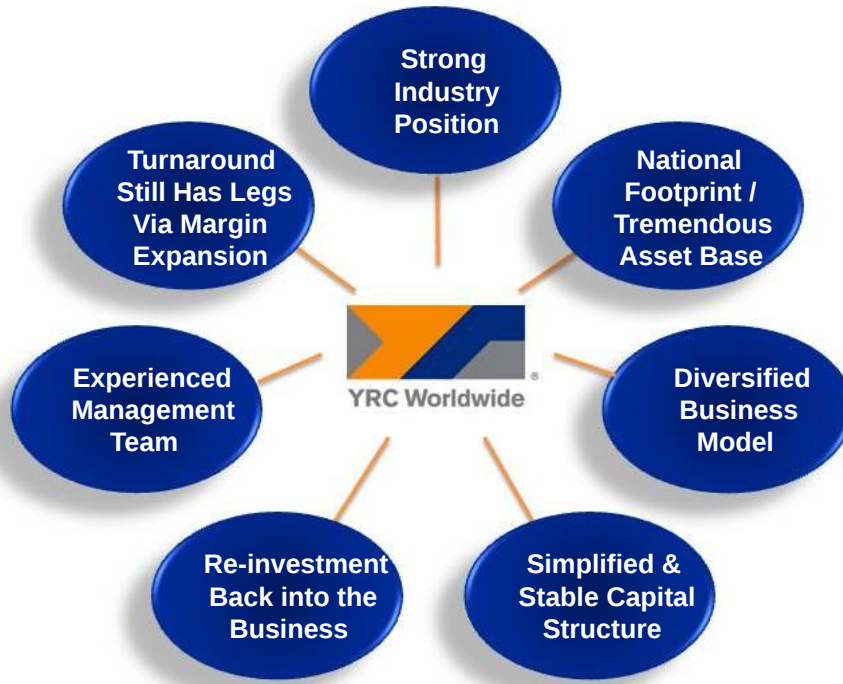 Strong
Industry
Position
National
Footprint /
Tremendous
Asset Base
Diversified
Business
Model
Simplified &
Stable Capital
Structure
Re-investment
Back into the
Business
Experienced
Management
Team
Turnaround
Still Has Legs
Via Margin
Expansion
®
YRC Worldwide